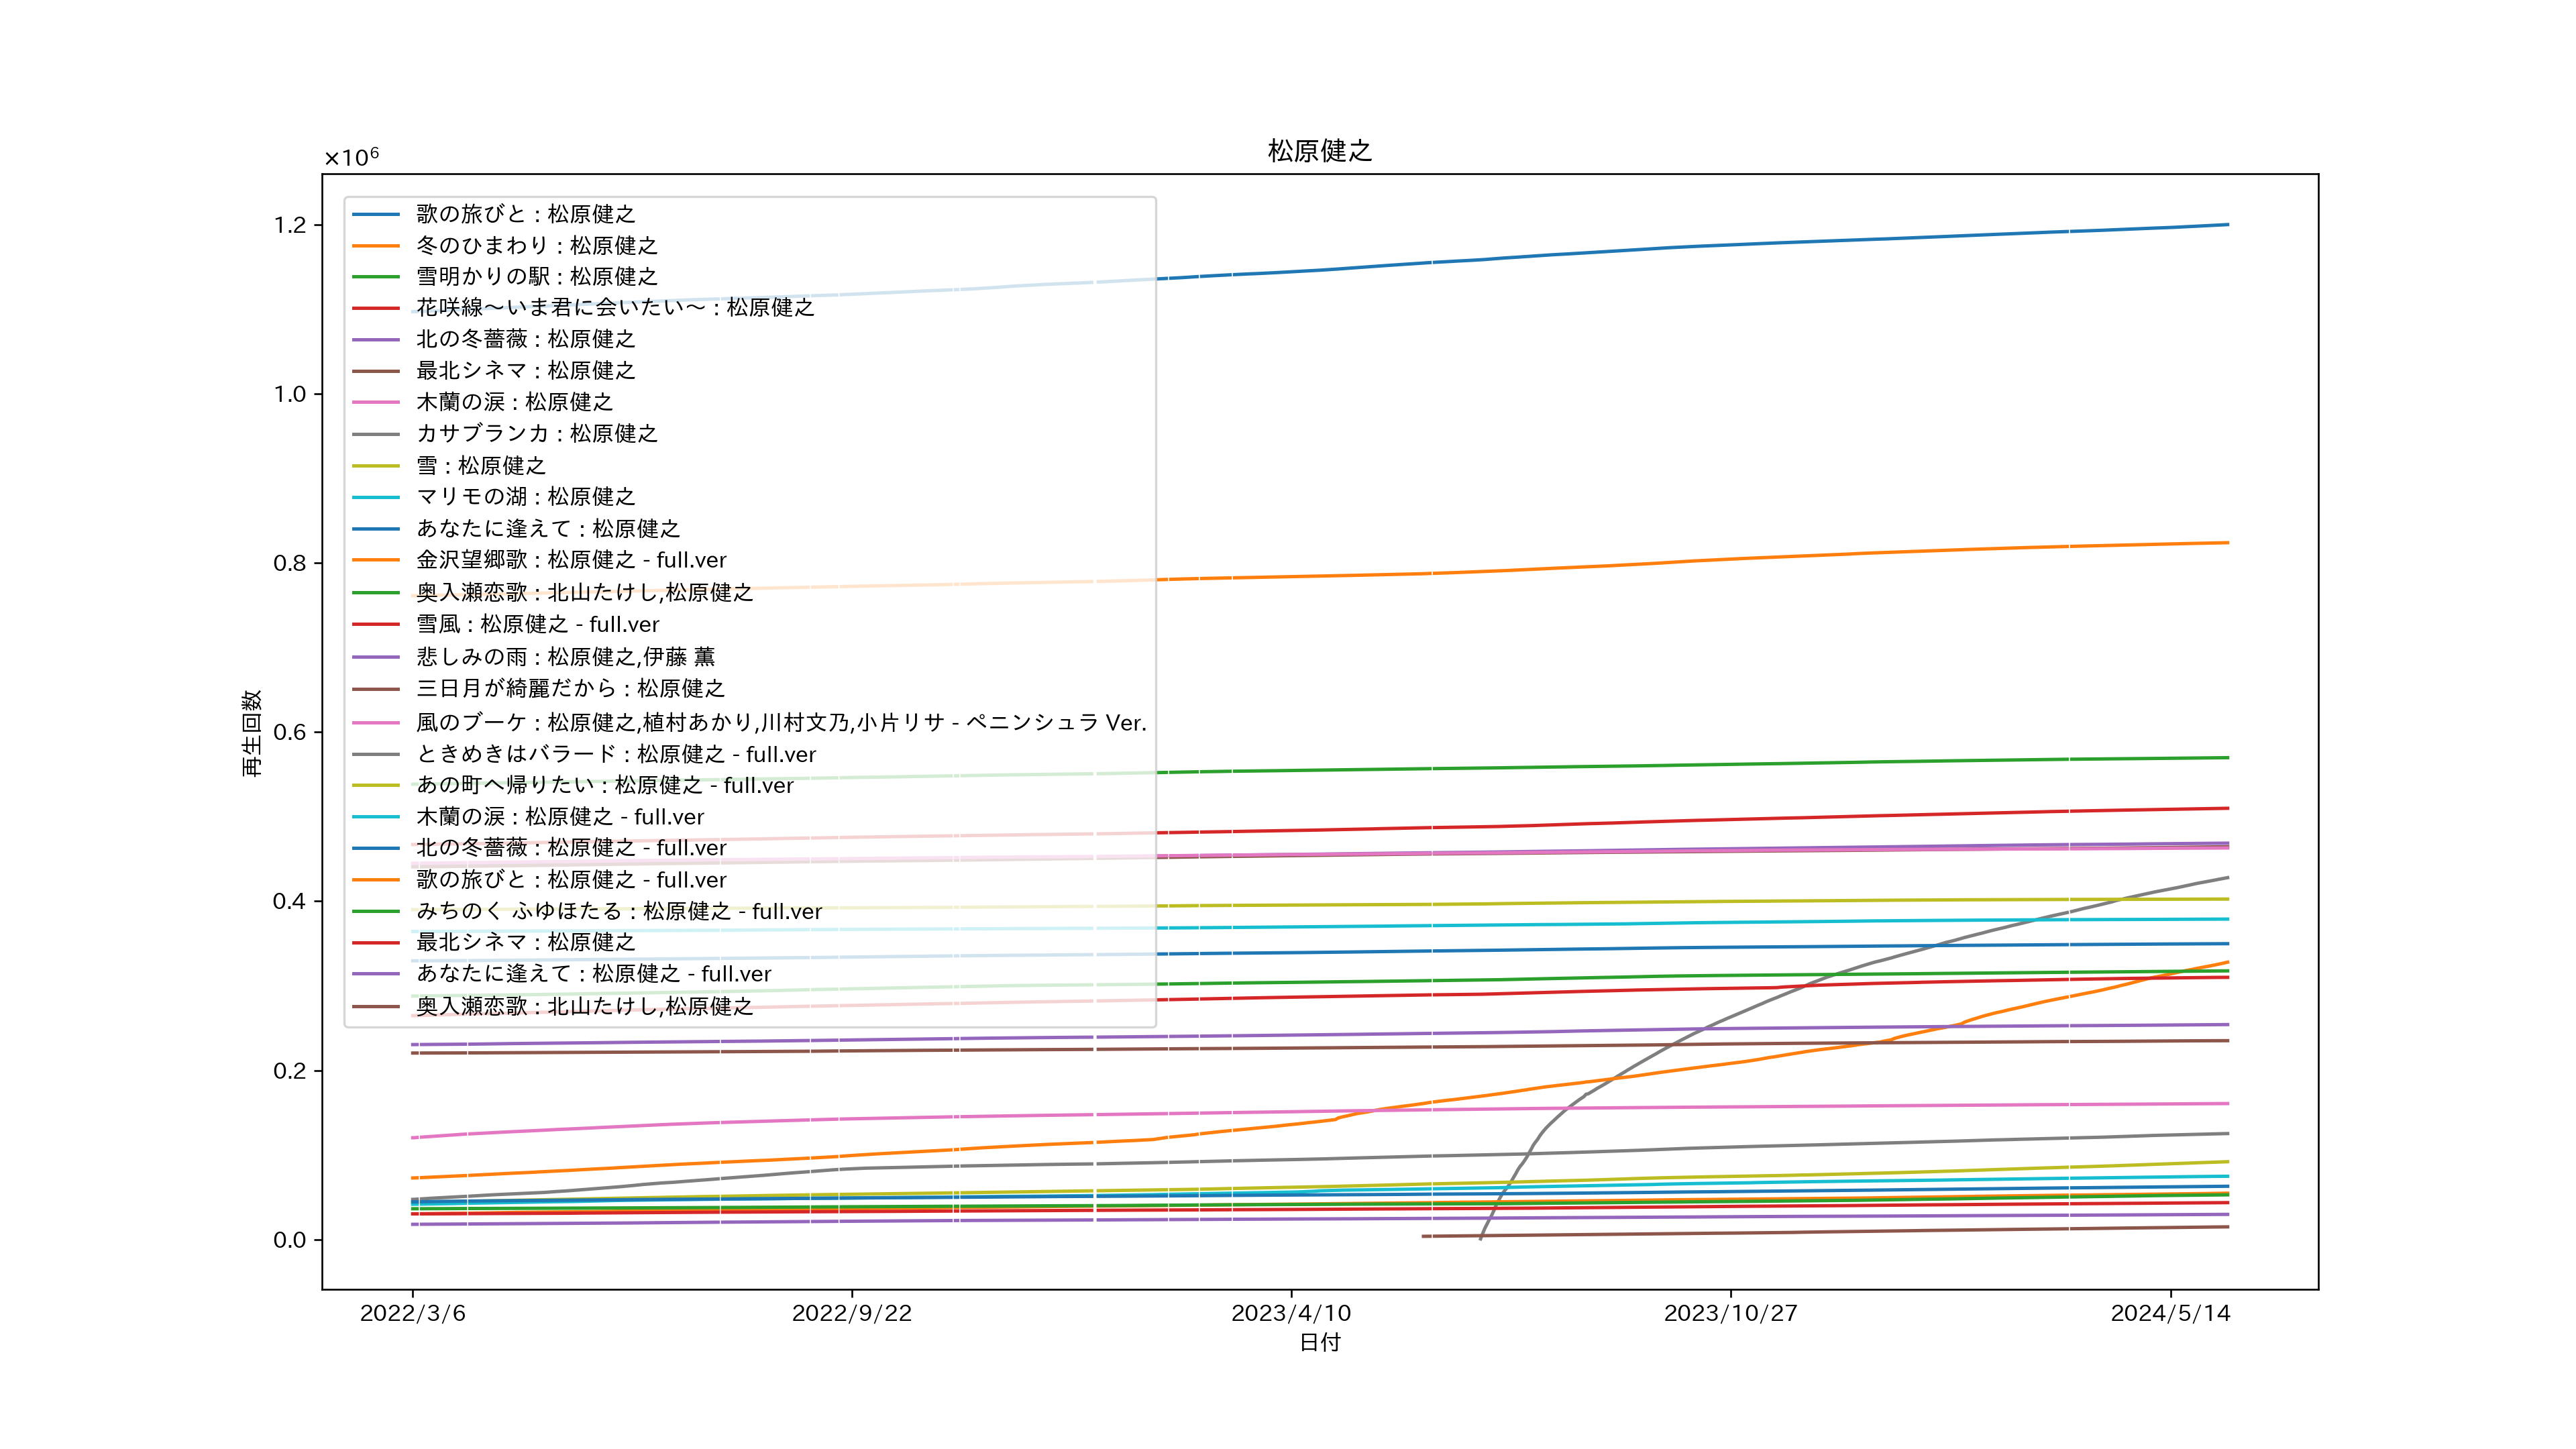 松原健之
×10⁶
1.2
1.0
0.8
0.6
0.4
0.2
0.0
再生回数
歌の旅びと : 松原健之
冬のひまわり : 松原健之
雪明かりの駅 : 松原健之
花咲線～いま君に会いたい～ : 松原健之
北の冬薔薇 : 松原健之
最北シネマ : 松原健之
木蘭の涙 : 松原健之
カサブランカ : 松原健之
雪 : 松原健之
マリモの湖 : 松原健之
あなたに逢えて : 松原健之
金沢望郷歌 : 松原健之 - full.ver
奥入瀬恋歌 : 北山たけし,松原健之
雪風 : 松原健之 - full.ver
悲しみの雨 : 松原健之,伊藤 薫
三日月が綺麗だから : 松原健之
風のブーケ : 松原健之,植村あかり,川村文乃,小片リサ - ペニンシュラ Ver.
ときめきはバラード : 松原健之 - full.ver
あの町へ帰りたい : 松原健之 - full.ver
木蘭の涙 : 松原健之 - full.ver
北の冬薔薇 : 松原健之 - full.ver
歌の旅びと : 松原健之 - full.ver
みちのく ふゆほたる : 松原健之 - full.ver
最北シネマ : 松原健之
あなたに逢えて : 松原健之 - full.ver
奥入瀬恋歌 : 北山たけし,松原健之
2022/3/6
2022/9/22
2023/4/10
2023/10/27
2024/5/14
日付